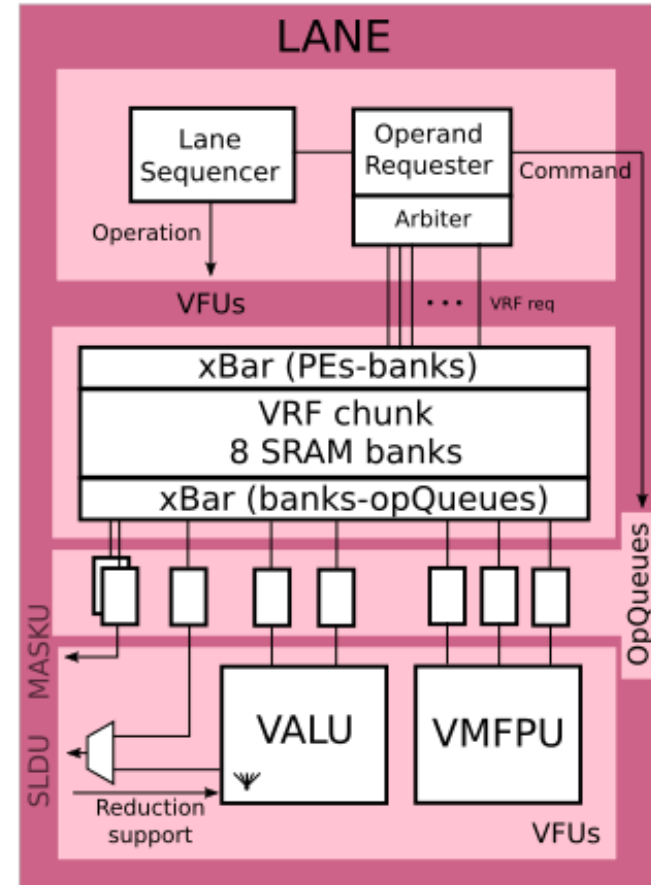 LANE
Lane
Sequencer
Operand
Requester
Arbiter
Command
Operation
VFUs
• • •
VRF req
xBar (PEs-banks)
VRF chunk
8 SRAM banks
xBar (banks-opQueues)
OpQueues
MASKU
SLDU
VALU
VMFPU
Reduction
support
VFUs